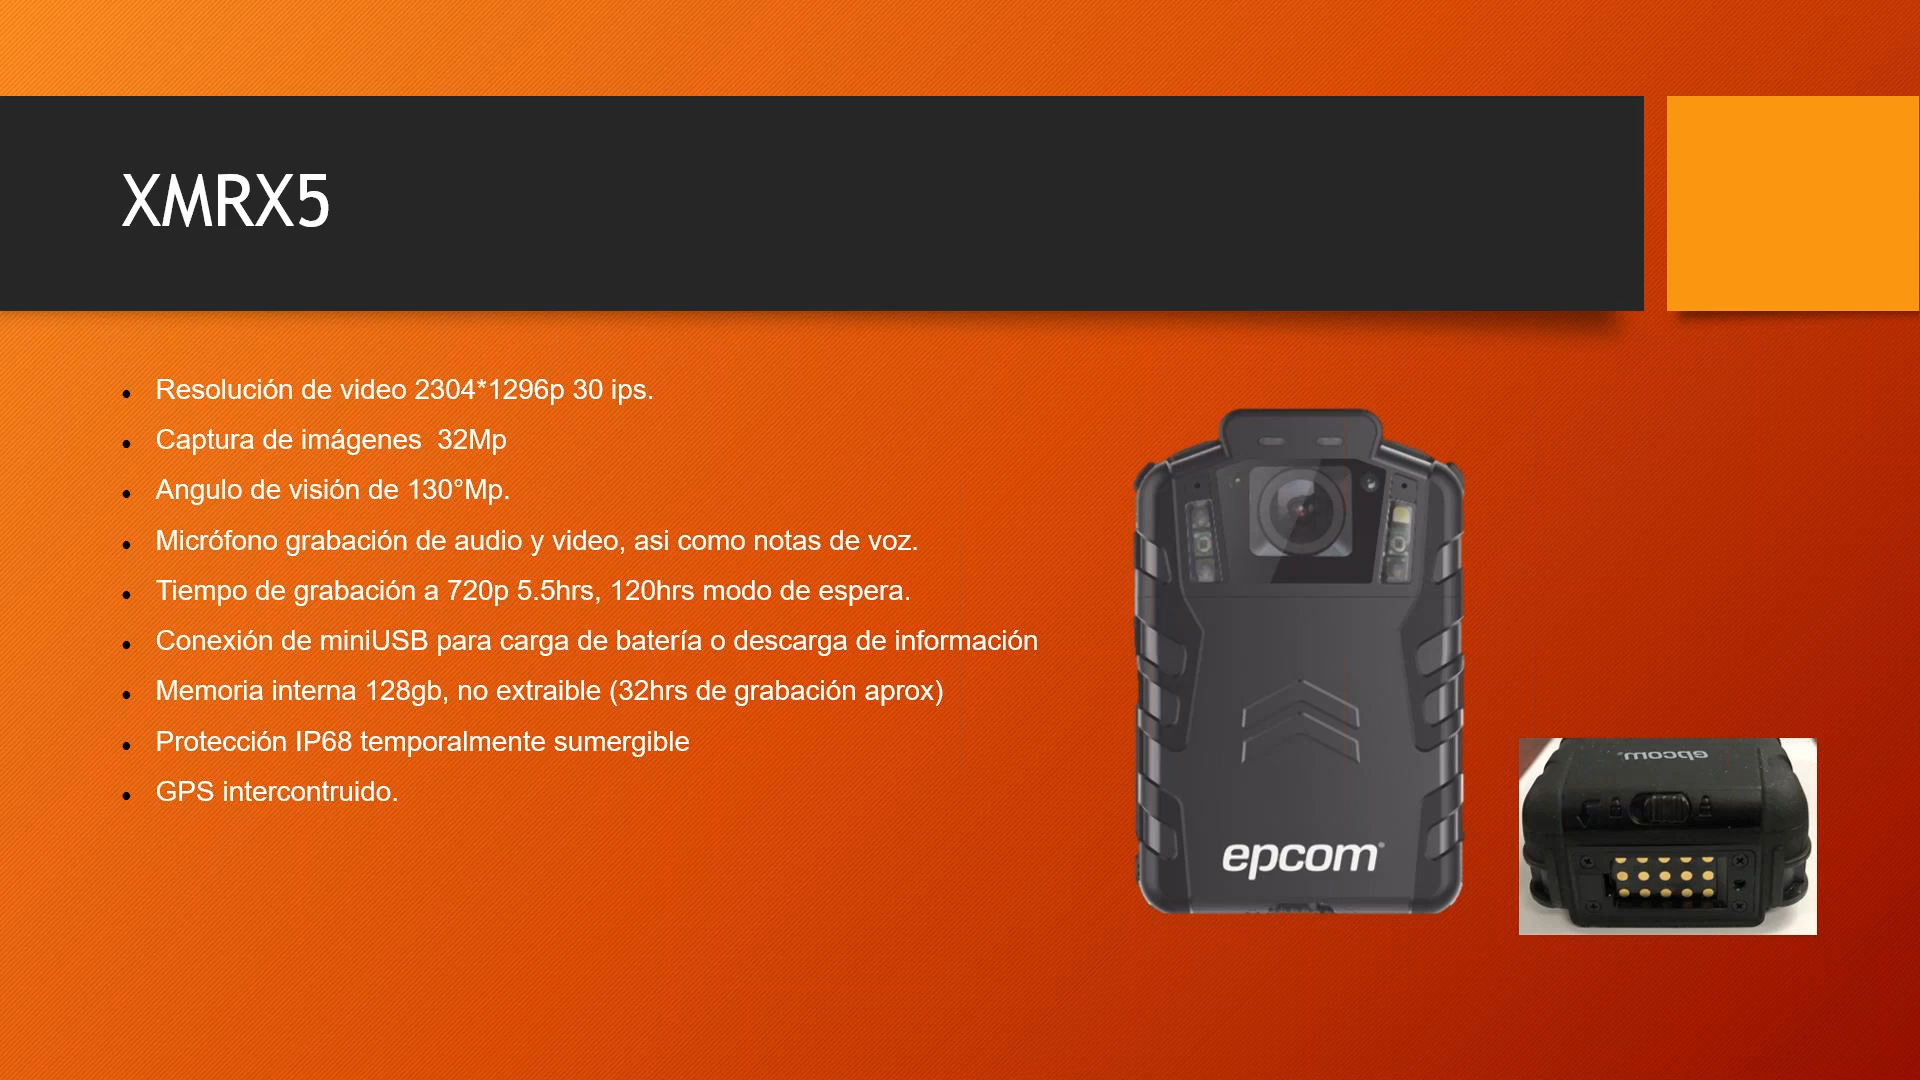 XMRX5
Resolución de video 2304*1296p 30 ips.
Captura de imágenes  32Mp
Angulo de visión de 130°Mp.
Micrófono grabación de audio y video, asi como notas de voz.
Tiempo de grabación a 720p 5.5hrs, 120hrs modo de espera.
Conexión de miniUSB para carga de batería o descarga de información
Memoria interna 128gb, no extraible (32hrs de grabación aprox)
Protección IP68 temporalmente sumergible
GPS intercontruido.
epcom®
epcom